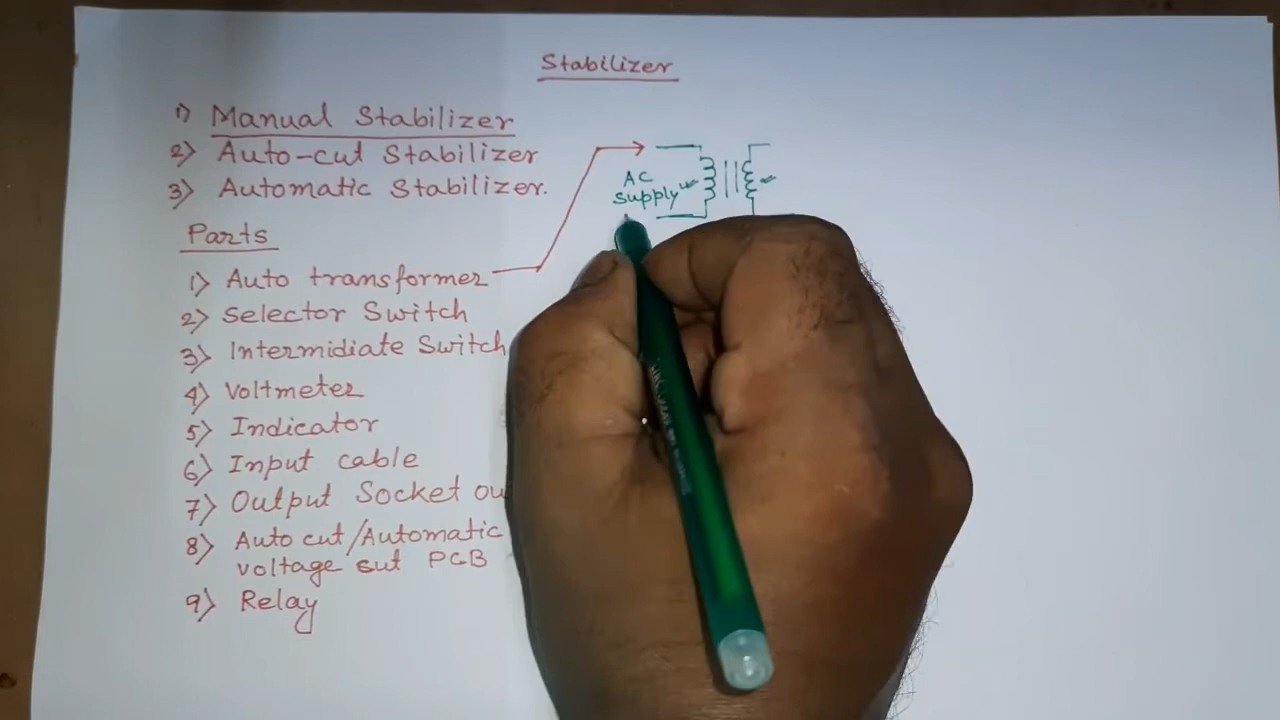 Stabilizer
1) Manual Stabilizer
2) Auto-cut Stabilizer
3) Automatic Stabilizer.
AC
Supply
Parts
1) Auto transformer
2) Selector Switch
3) Intermidiate Switch
4) Voltmeter
5) Indicator
6) Input cable
7) Output Socket
8) Auto cut/Automatic
voltage cut PCB
9) Relay